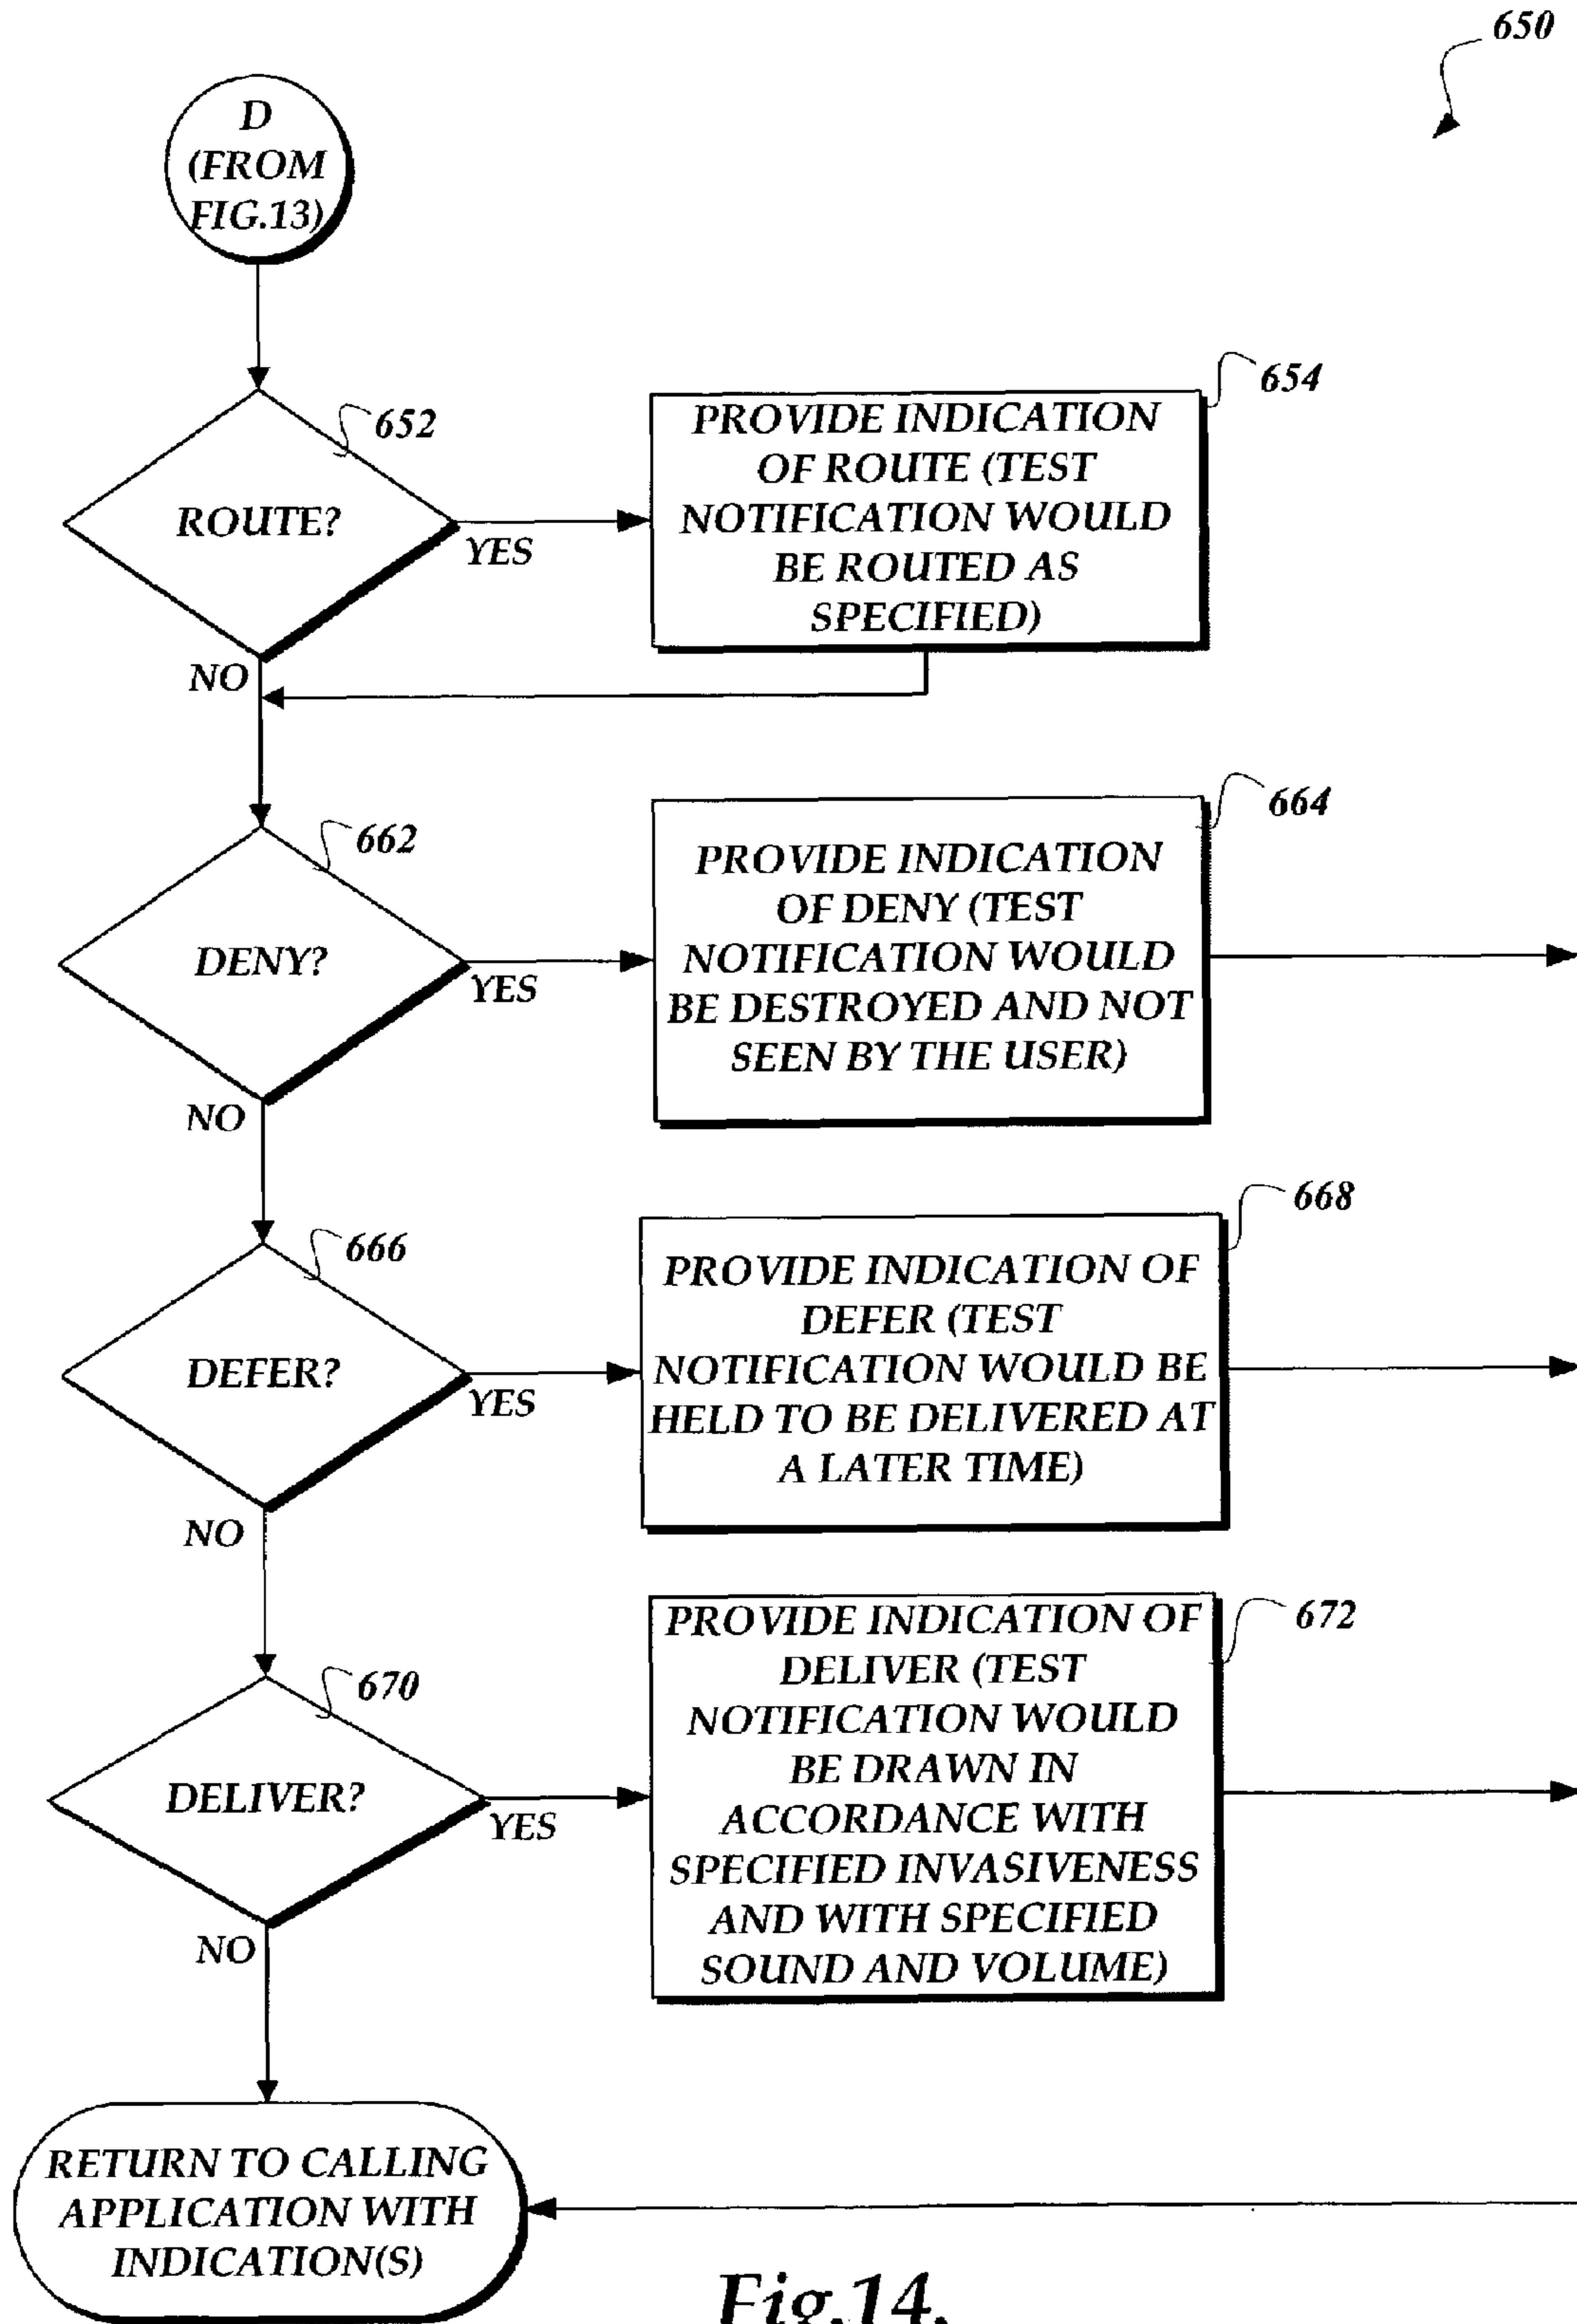 650
D
(FROM
FIG.13)
652
ROUTE?
YES
NO
654
PROVIDE INDICATION
OF ROUTE (TEST
NOTIFICATION WOULD
BE ROUTED AS
SPECIFIED)
662
DENY?
YES
NO
664
PROVIDE INDICATION
OF DENY (TEST
NOTIFICATION WOULD
BE DESTROYED AND NOT
SEEN BY THE USER)
666
DEFER?
YES
NO
668
PROVIDE INDICATION OF
DEFER (TEST
NOTIFICATION WOULD BE
HELD TO BE DELIVERED AT
A LATER TIME)
670
DELIVER?
YES
NO
672
PROVIDE INDICATION OF
DELIVER (TEST
NOTIFICATION WOULD
BE DRAWN IN
ACCORDANCE WITH
SPECIFIED INVASIVENESS
AND WITH SPECIFIED
SOUND AND VOLUME)
RETURN TO CALLING
APPLICATION WITH
INDICATION(S)
Fig.14.